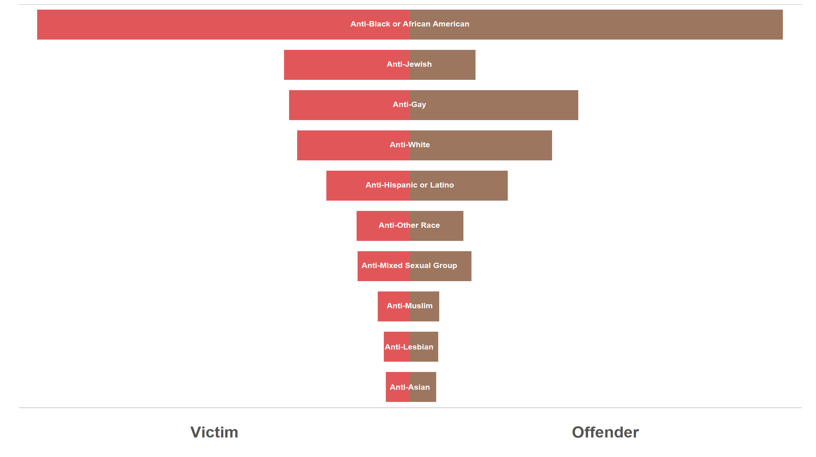 Anti-Black or African American
Anti-Jewish
Anti-Gay
Anti-White
Anti-Hispanic or Latino
Anti-Other Race
Anti-Mixed Sexual Group
Anti-Muslim
Anti-Lesbian
Anti-Asian
Victim Offender